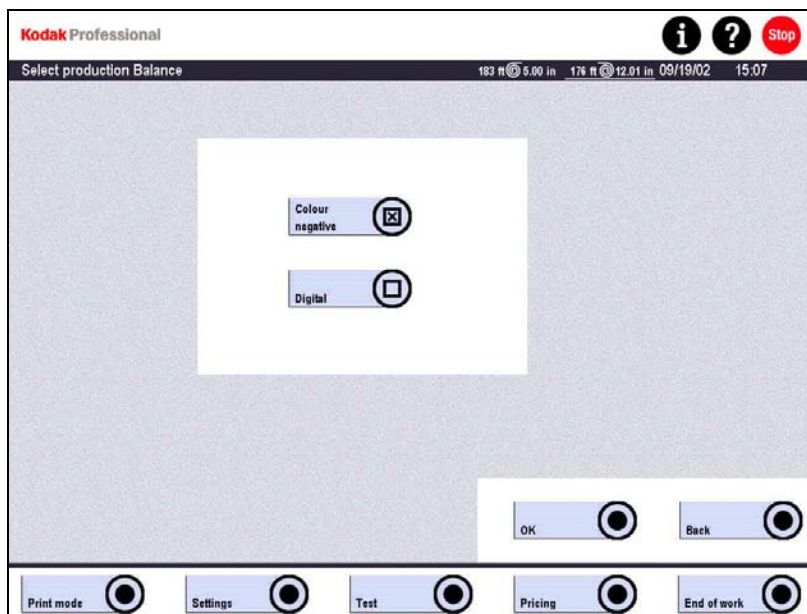 Kodak Professional
i ? Stop
Select production Balance 183 ft 5.00 in 176 ft 12.01 in 09/19/02 15:07
Colour
negative
Digital
OK Back
Print mode Settings Test Pricing End of work